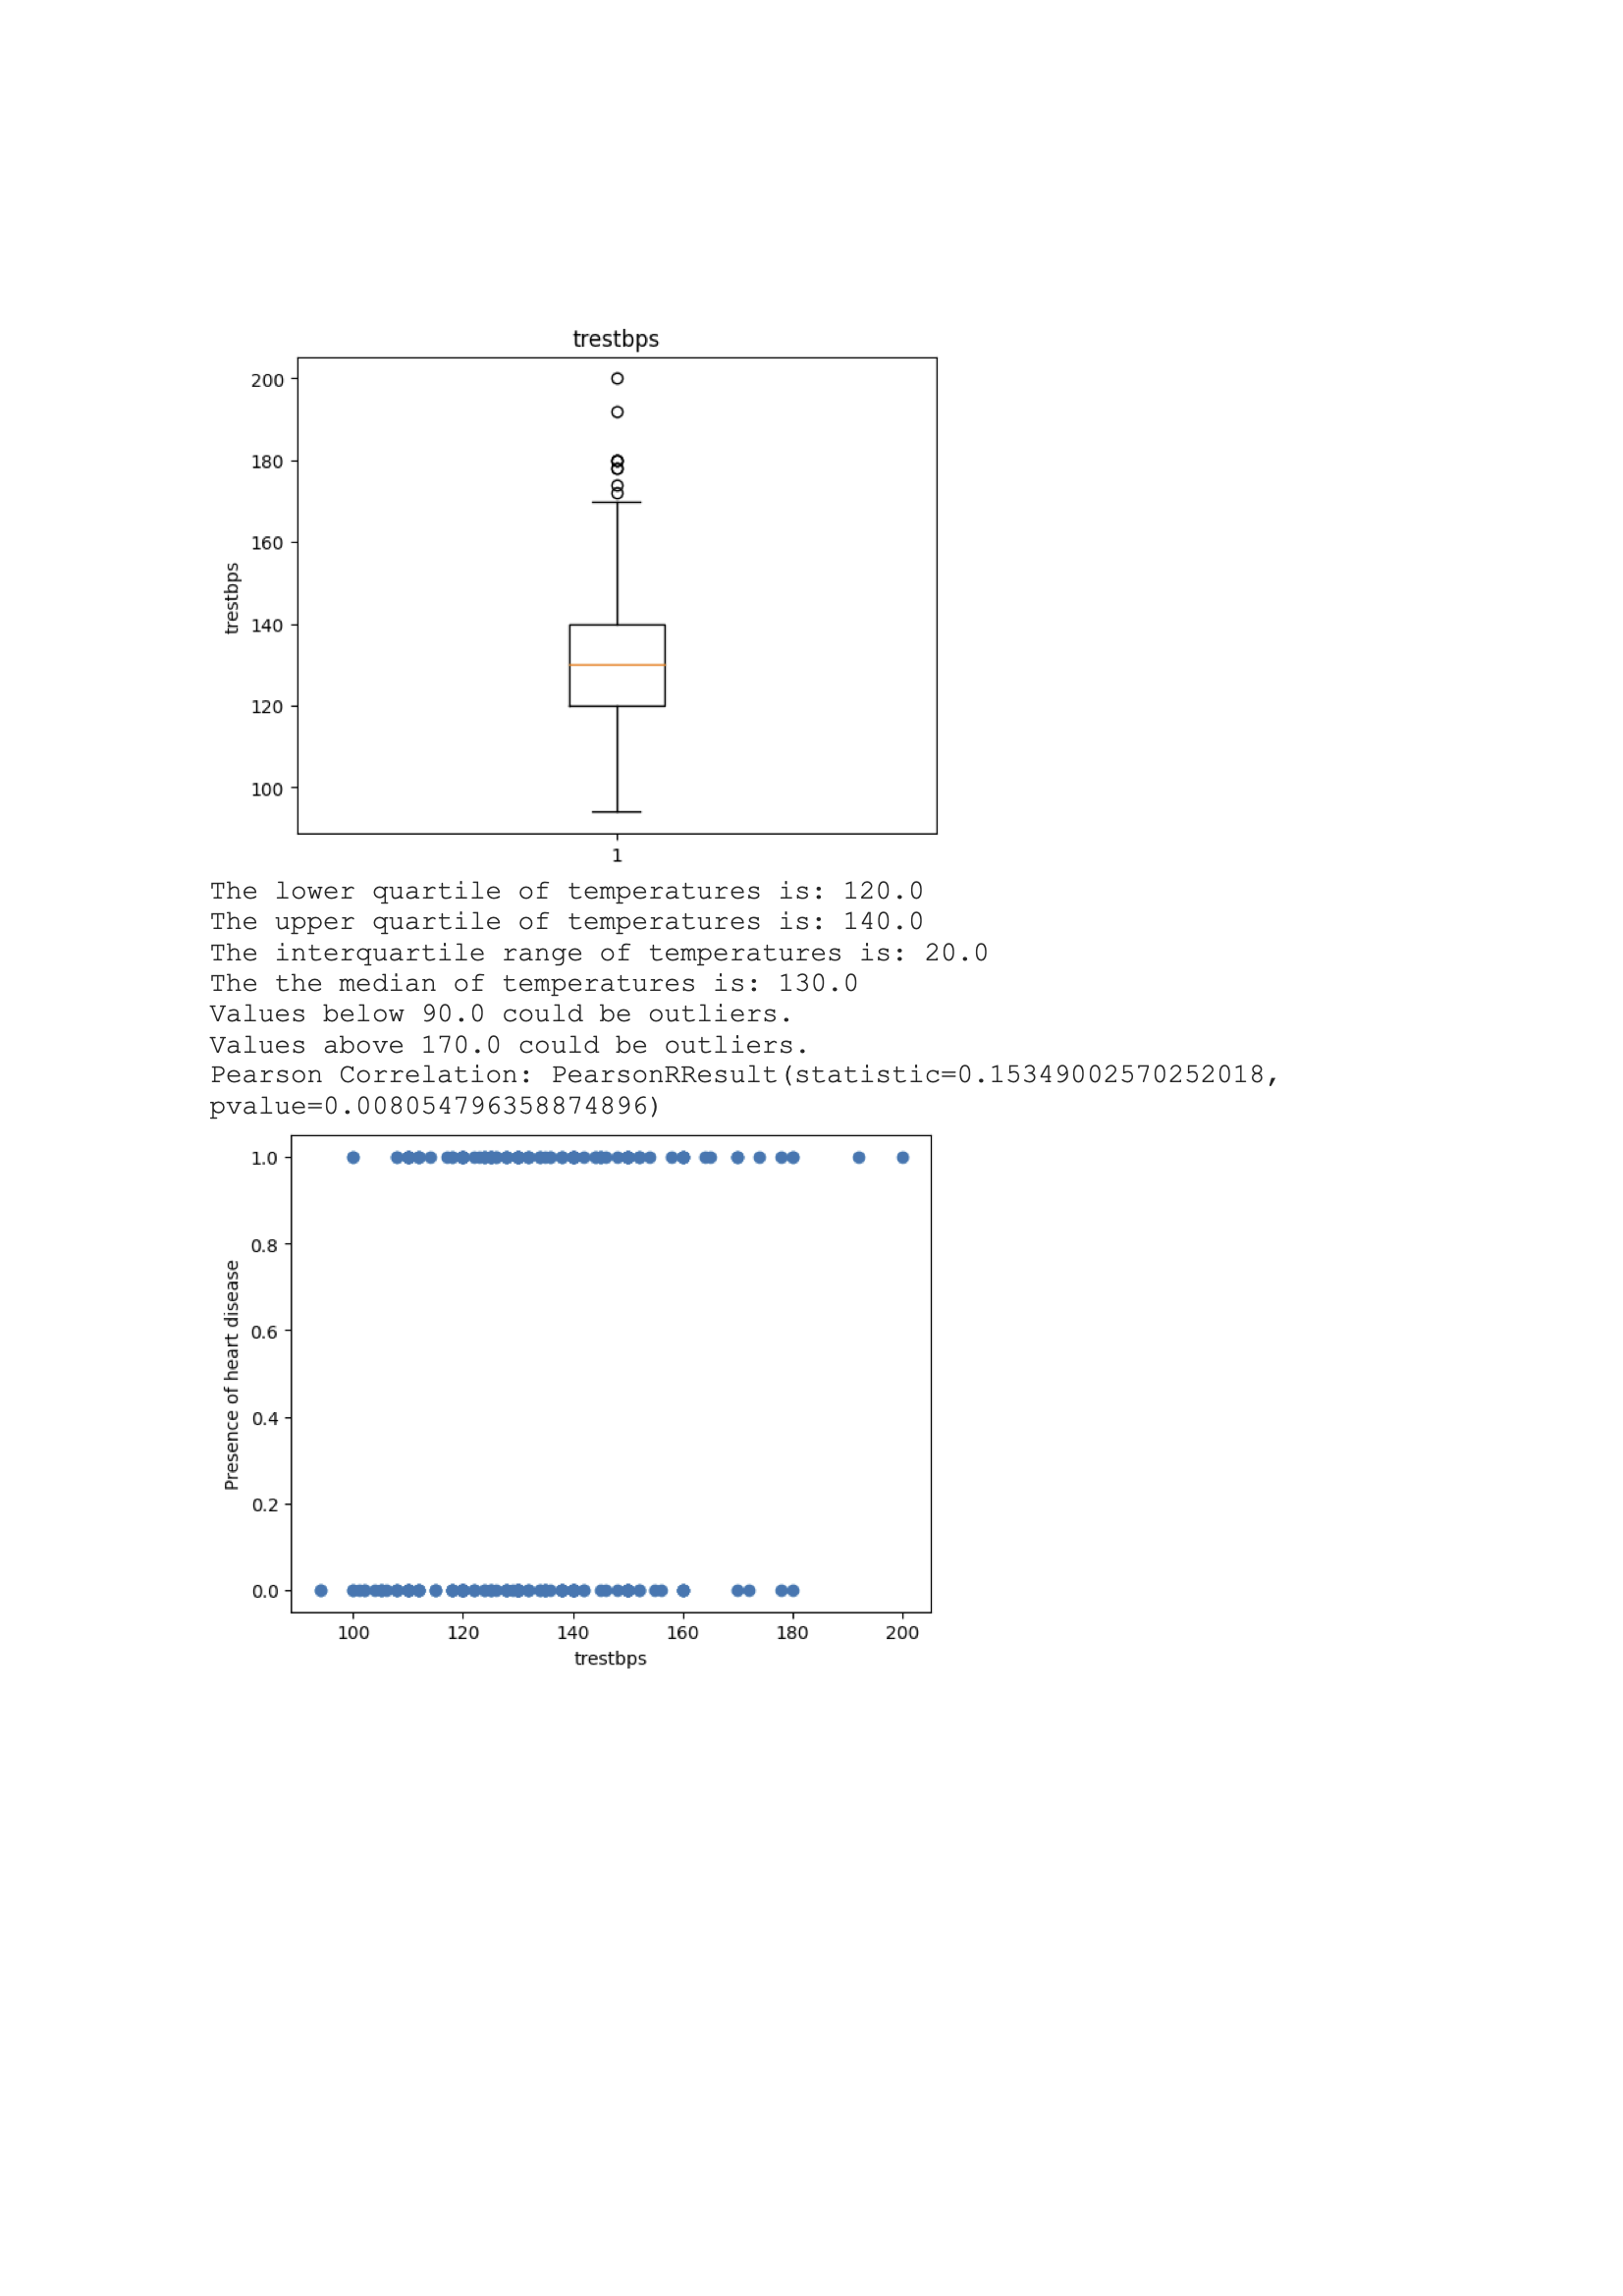 trestbps
200
180
160
140
120
100
trestbps
1
The lower quartile of temperatures is: 120.0
The upper quartile of temperatures is: 140.0
The interquartile range of temperatures is: 20.0
The the median of temperatures is: 130.0
Values below 90.0 could be outliers.
Values above 170.0 could be outliers.
Pearson Correlation: PearsonRResult(statistic=0.15349002570252018,
pvalue=0.008054796358874896)
1.0
0.8
0.6
0.4
0.2
0.0
Presence of heart disease
100 120 140 160 180 200
trestbps